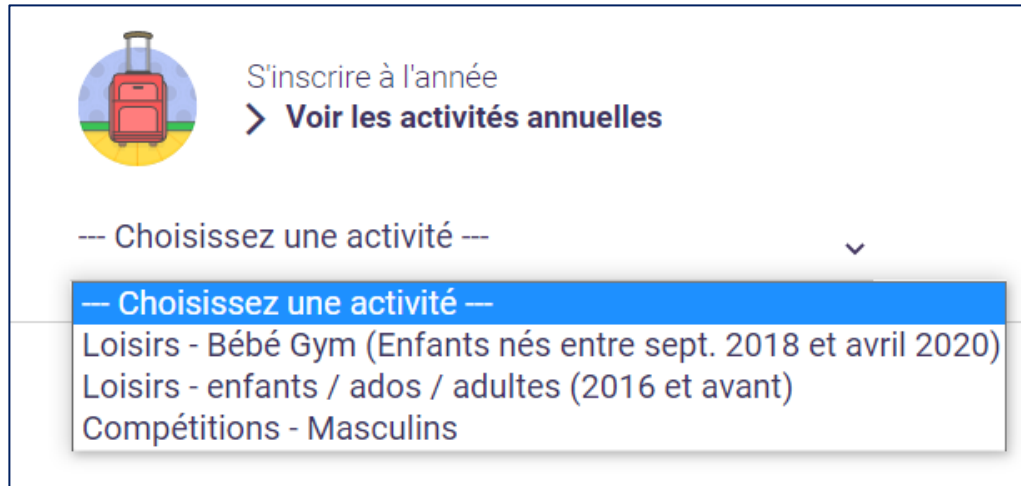 S'inscrire à l'année
Voir les activités annuelles
--- Choisissez une activité ---
--- Choisissez une activité ---
Loisirs - Bébé Gym (Enfants nés entre sept. 2018 et avril 2020)
Loisirs - enfants / ados / adultes (2016 et avant)
Compétitions - Masculins